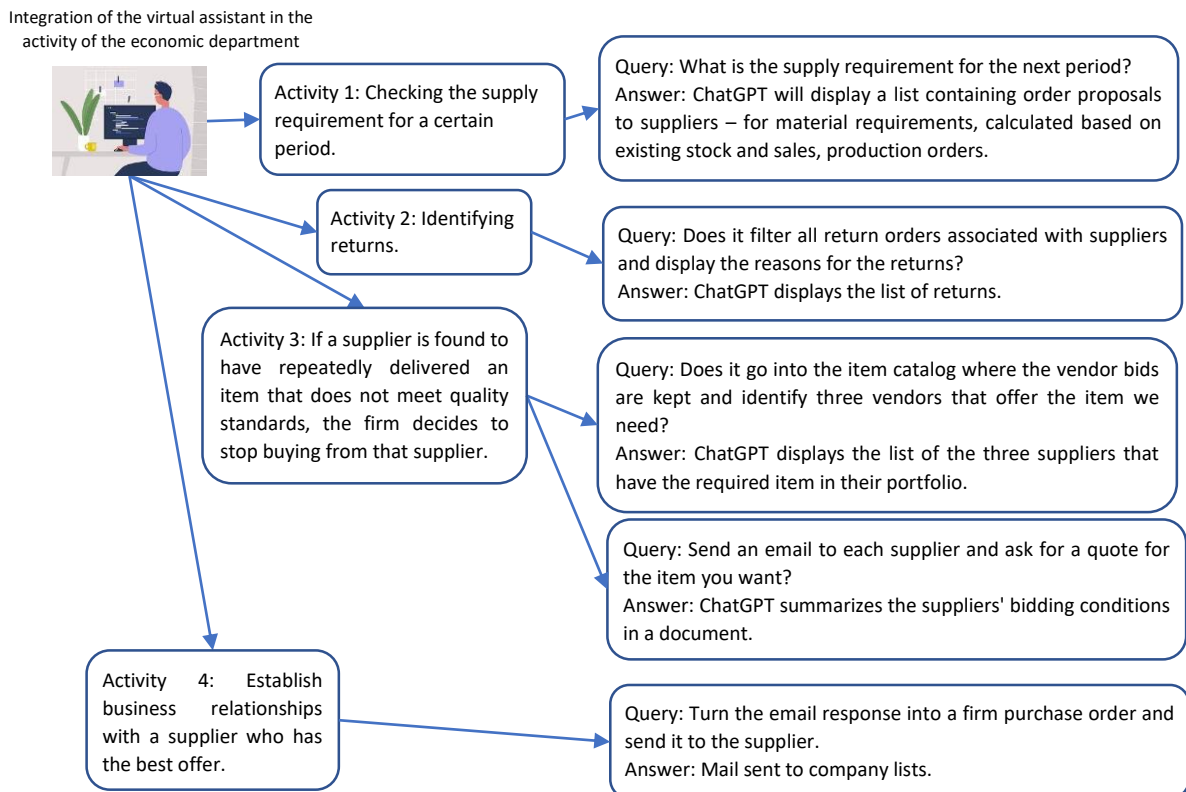 Integration of the virtual assistant in the
activity of the economic department
Activity 1: Checking the supply
requirement for a certain
period.
Query: What is the supply requirement for the next period?
Answer: ChatGPT will display a list containing order proposals
to suppliers – for material requirements, calculated based on
existing stock and sales, production orders.
Activity 2: Identifying
returns.
Query: Does it filter all return orders associated with suppliers
and display the reasons for the returns?
Answer: ChatGPT displays the list of returns.
Activity 3: If a supplier is found to
have repeatedly delivered an
item that does not meet quality
standards, the firm decides to
stop buying from that supplier.
Query: Does it go into the item catalog where the vendor bids
are kept and identify three vendors that offer the item we
need?
Answer: ChatGPT displays the list of the three suppliers that
have the required item in their portfolio.
Query: Send an email to each supplier and ask for a quote for
the item you want?
Answer: ChatGPT summarizes the suppliers' bidding conditions
in a document.
Activity 4: Establish
business relationships
with a supplier who has
the best offer.
Query: Turn the email response into a firm purchase order and
send it to the supplier.
Answer: Mail sent to company lists.